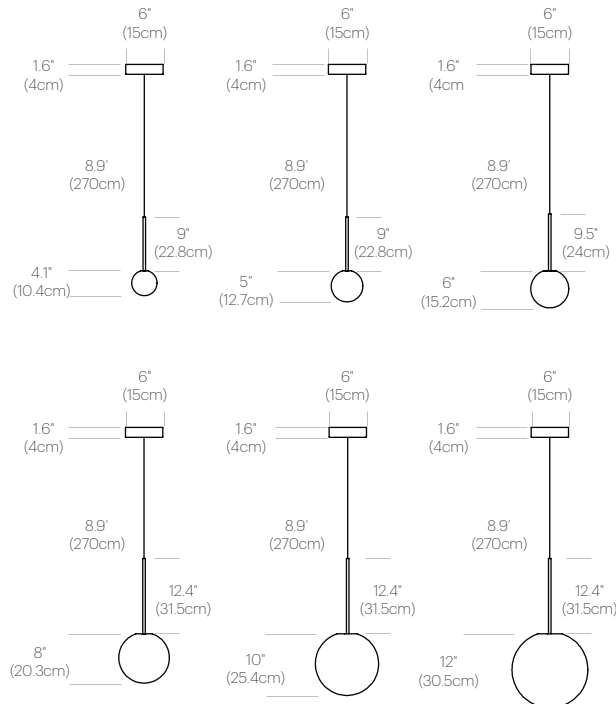 6"
(15cm)
1.6"
(4cm)
8.9′
(270cm)
9"
(22.8cm)
4.1"
(10.4cm)
6"
(15cm)
1.6"
(4cm)
8.9′
(270cm)
9"
(22.8cm)
5″
(12.7cm)
6"
(15cm)
1.6"
(4cm
8.9′
(270cm)
9.5"
(24cm)
6"
(15.2cm)
6"
(15cm)
1.6"
(4cm)
8.9′
(270cm)
12.4"
(31.5cm)
8"
(20.3cm)
6"
(15cm)
1.6"
(4cm)
8.9′
(270cm)
12.4"
(31.5cm)
10"
(25.4cm)
6"
(15cm)
1.6"
(4cm)
8.9′
(270cm)
12.4"
(31.5cm)
12"
(30.5cm)